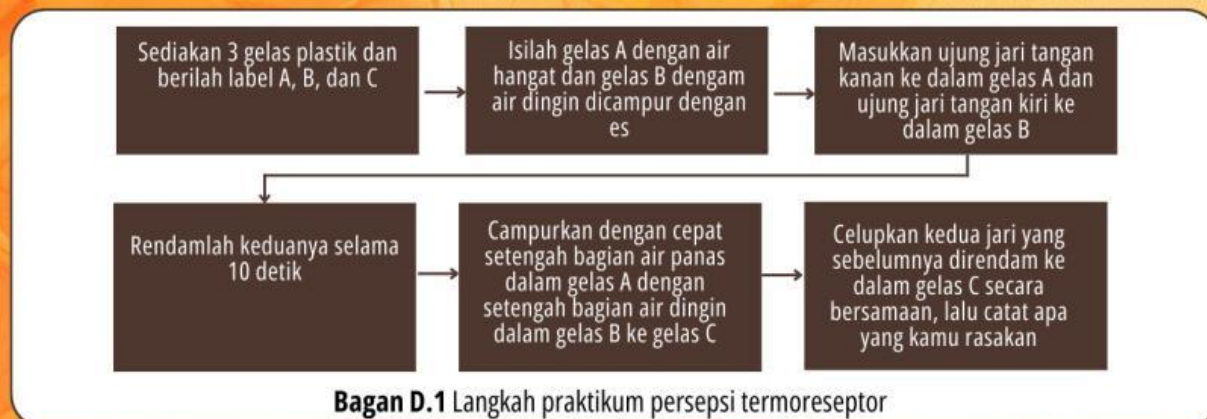 Sediakan 3 gelas plastik dan
berilah label A, B, dan C
Isilah gelas A dengan air
hangat dan gelas B dengam
air dingin dicampur dengan
es
Masukkan ujung jari tangan
kanan ke dalam gelas A dan
ujung jari tangan kiri ke
dalam gelas B
Rendamlah keduanya selama
10 detik
Campurkan dengan cepat
setengah bagian air panas
dalam gelas A dengan
setengah bagian air dingin
dalam gelas B ke gelas C
Celupkan kedua jari yang
sebelumnya direndam ke
dalam gelas C secara
bersamaan, lalu catat apa
yang kamu rasakan
Bagan D.1 Langkah praktikum persepsi termoreseptor